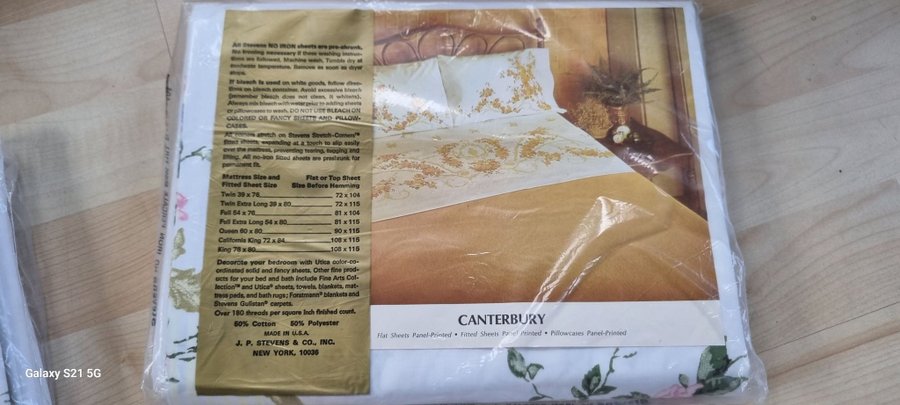 All Stevens NO IRON sheets are pre-shrunk.
No ironing necessary if these washing instruc-
tions are followed. Machine wash. Tumble dry at
moderate temperature. Remove as soon as dryer
stops.
If bleach is used on white goods, follow direc-
tions on bleach container. Avoid excessive bleach
(remember bleach does not clean, it whitens).
Always mix bleach with water prior to adding sheets
or pillowcases to wash. DO NOT USE BLEACH ON
COLORED OR FANCY SHEETS AND PILLOW-
CASES.
All corners stretch on Stevens Stretch-Corners™
fitted sheets, expanding at a touch to slip easily
over the mattress, preventing tearing, tugging and
lifting. All no-iron fitted sheets are preshrunk for
permanent fit.
Mattress Size and Flat or Top Sheet
Fitted Sheet Size Size Before Hemming
Twin 39 x 76 72 x 104
Twin Extra Long 39 x 80 72 x 115
Full 54 x 76 81 x 104
Full Extra Long 54 x 80 81 x 115
Queen 60 x 80 90 x 115
California King 72 x 84 108 x 115
King 78 x 80 108 x 115
Decorate your bedroom with Utica color-co-
ordinated solid and fancy sheets. Other fine prod-
ucts for your bed and bath include Fine Arts Col-
lection™ and Utica® sheets, towels, blankets, mat-
tress pads, and bath rugs; Forstmann® blankets and
Stevens Gulistan® carpets.
Over 180 threads per square inch finished count.
50% Cotton 50% Polyester
MADE IN U.S.A.
J. P. STEVENS & CO., INC.
NEW YORK, 10036
CANTERBURY
Flat Sheets Panel-Printed • Fitted Sheets Panel Printed • Pillowcases Panel-Printed
Galaxy S21 5G